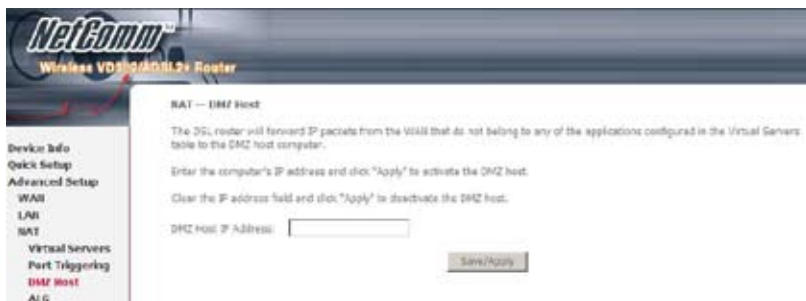 NetComm™
Wireless VDSL2/ADSL2+ Router
Device Info
Quick Setup
Advanced Setup
WAN
LAN
NAT
Virtual Servers
Port Triggering
DMZ Host
ALG
NAT -- DMZ Host
The DSL router will forward IP packets from the WAN that do not belong to any of the applications configured in the Virtual Servers
table to the DMZ host computer.
Enter the computer's IP address and click "Apply" to activate the DMZ host.
Clear the IP address field and click "Apply" to deactivate the DMZ host.
DMZ Host IP Address:
Save/Apply